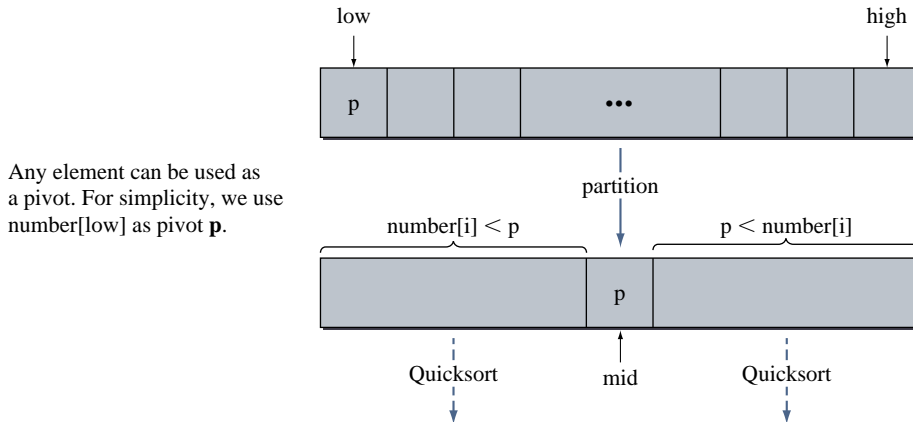 low
high
p
•••
Any element can be used as
a pivot. For simplicity, we use
number[low] as pivot p.
partition
number[i] < p
p < number[i]
p
Quicksort
mid
Quicksort